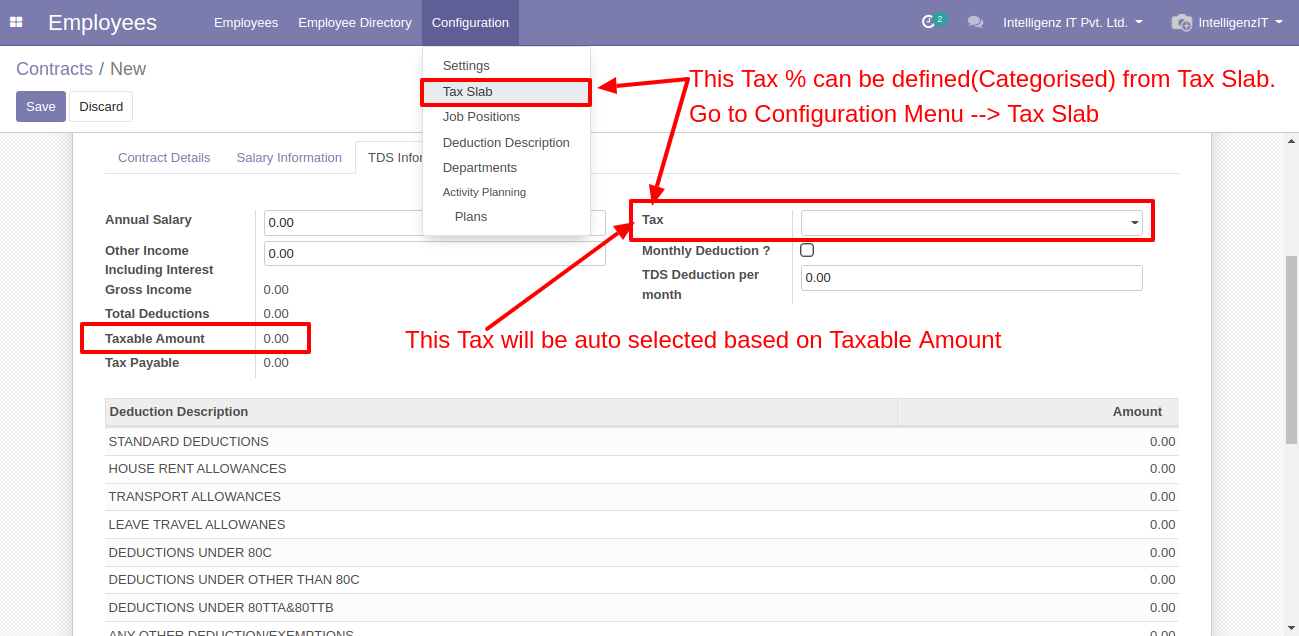 Employees
Employees Employee Directory Configuration
2
Intelligenz IT Pvt. Ltd.
IntelligenzIT
Contracts / New
Save Discard
Settings
Tax Slab
Job Positions
Deduction Description
Departments
Activity Planning
Plans
This Tax % can be defined(Categorised) from Tax Slab.
Go to Configuration Menu --> Tax Slab
Contract Details Salary Information TDS Infor
Annual Salary 0.00
Other Income
Including Interest
0.00
Gross Income 0.00
Total Deductions 0.00
Taxable Amount 0.00
Tax Payable 0.00
Tax
Monthly Deduction ?
TDS Deduction per
month
0.00
This Tax will be auto selected based on Taxable Amount
Deduction Description Amount
STANDARD DEDUCTIONS 0.00
HOUSE RENT ALLOWANCES 0.00
TRANSPORT ALLOWANCES 0.00
LEAVE TRAVEL ALLOWANES 0.00
DEDUCTIONS UNDER 80C 0.00
DEDUCTIONS UNDER OTHER THAN 80C 0.00
DEDUCTIONS UNDER 80TTA&80TTB 0.00
ANY OTHER DEDUCTION/EXEMPTIONS 0.00